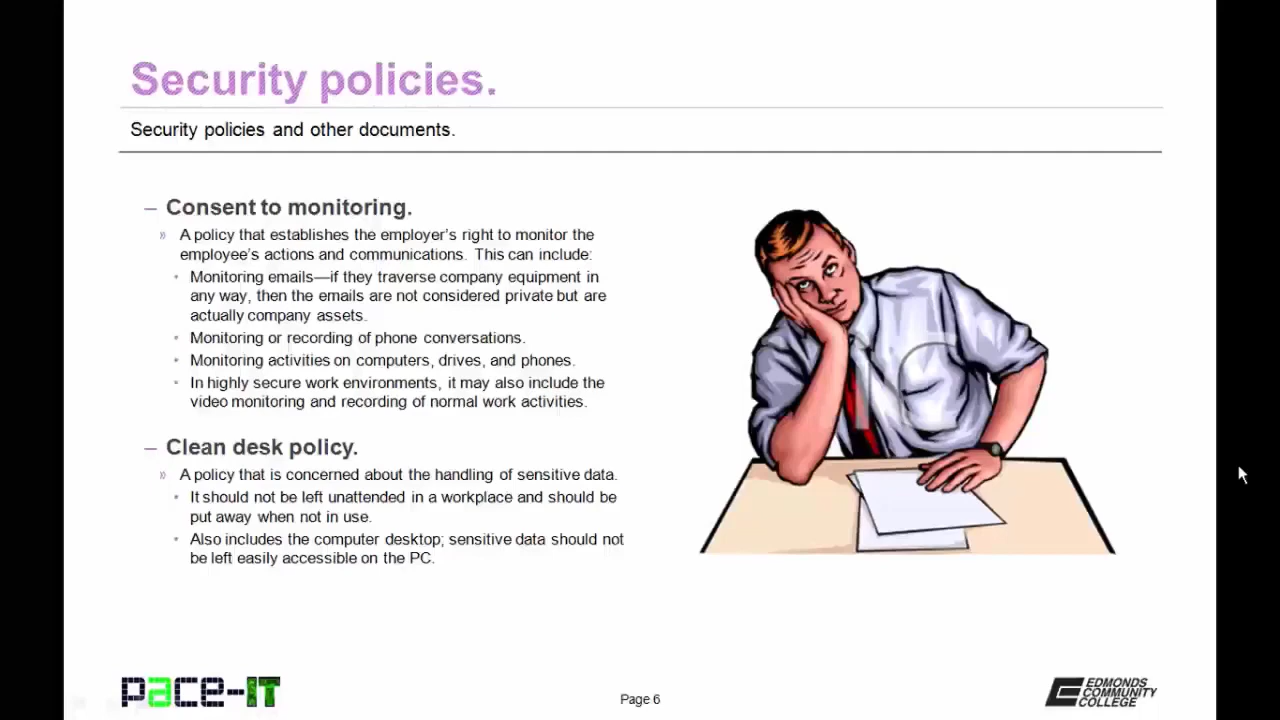 Security policies.
Security policies and other documents.
– Consent to monitoring.
» A policy that establishes the employer's right to monitor the
employee's actions and communications. This can include:
• Monitoring emails—if they traverse company equipment in
any way, then the emails are not considered private but are
actually company assets.
• Monitoring or recording of phone conversations.
• Monitoring activities on computers, drives, and phones.
• In highly secure work environments, it may also include the
video monitoring and recording of normal work activities.
– Clean desk policy.
» A policy that is concerned about the handling of sensitive data.
• It should not be left unattended in a workplace and should be
put away when not in use.
• Also includes the computer desktop; sensitive data should not
be left easily accessible on the PC.
pace-IT
Page 6
EDMONDS
COMMUNITY
COLLEGE